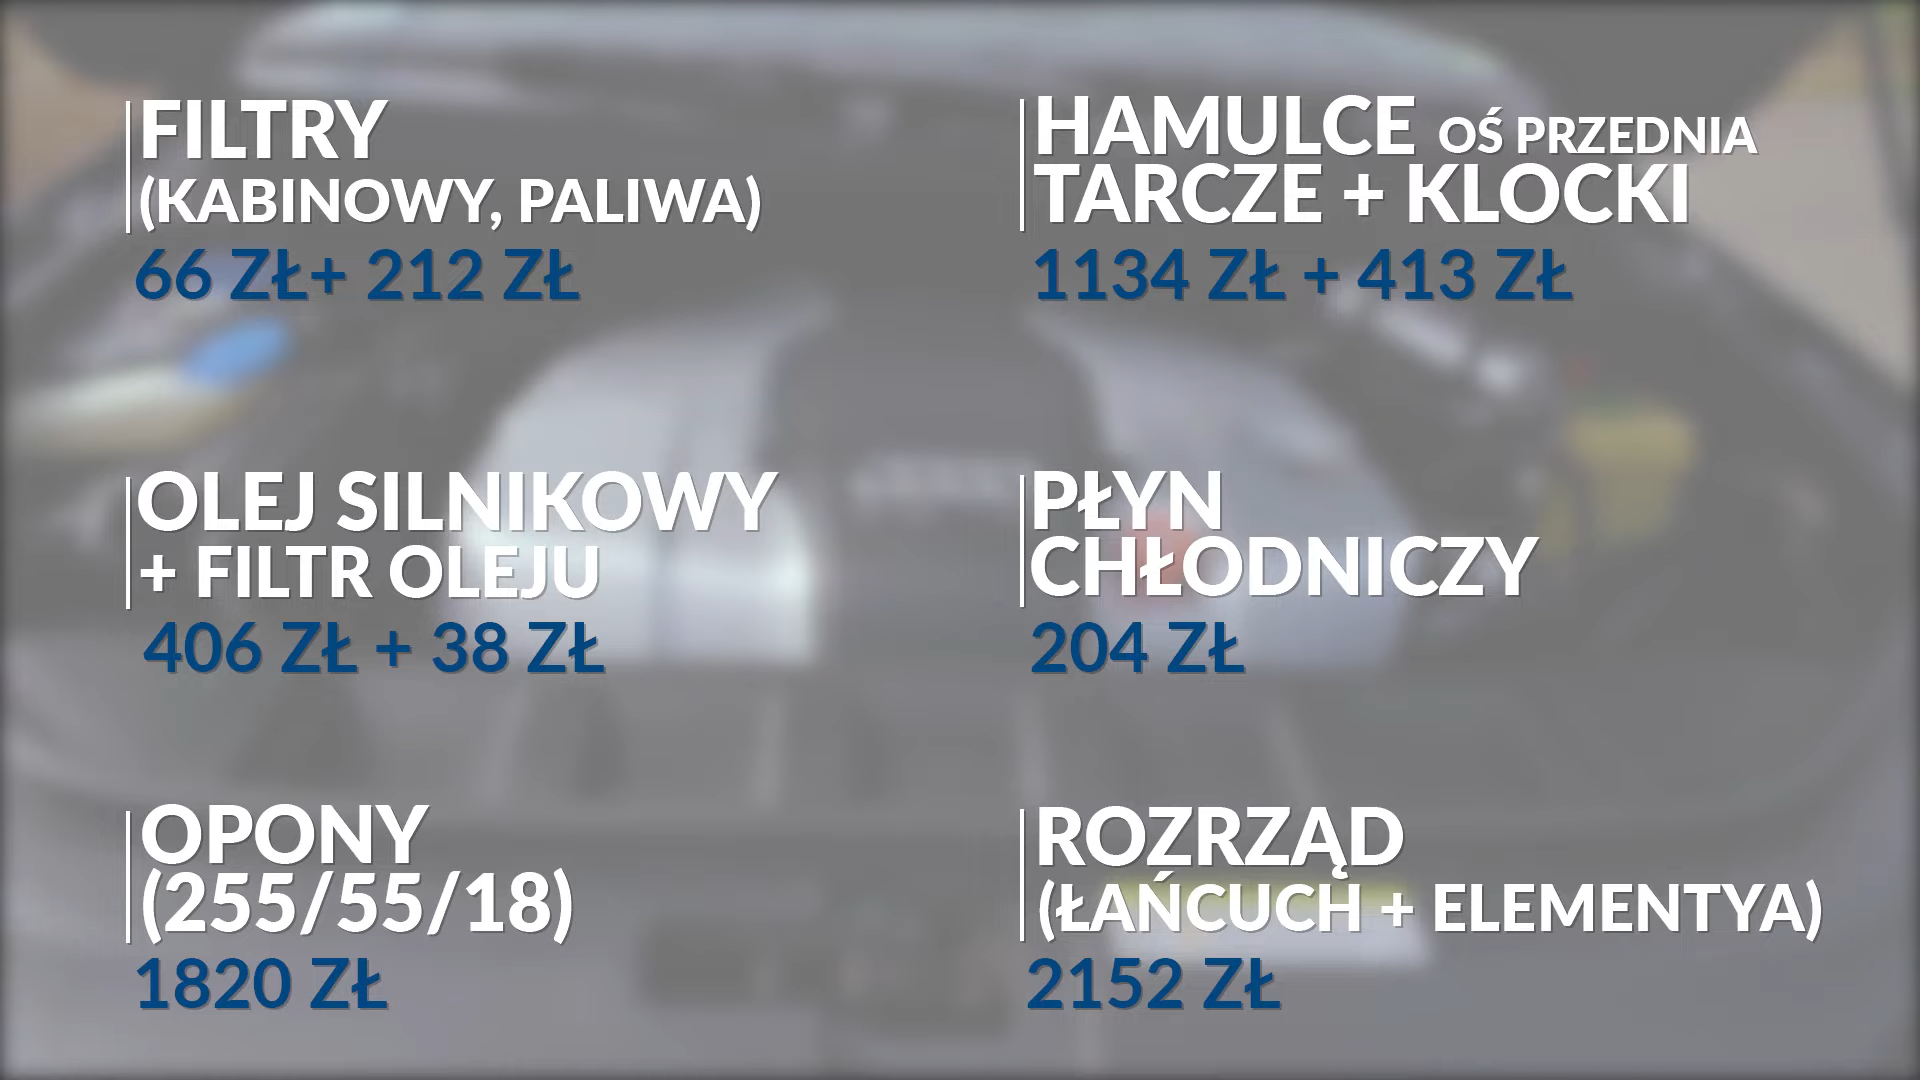 FILTRY
(KABINOWY, PALIWA)
66 ZŁ+ 212 ZŁ
HAMULCE OŚ PRZEDNIA
TARCZE + KLOCKI
1134 ZŁ + 413 ZŁ
OLEJ SILNIKOWY
+ FILTR OLEJU
406 ZŁ + 38 ZŁ
PŁYN
CHŁODNICZY
204 ZŁ
OPONY
(255/55/18)
1820 ZŁ
ROZRZĄD
(ŁAŃCUCH + ELEMENTYA)
2152 ZŁ